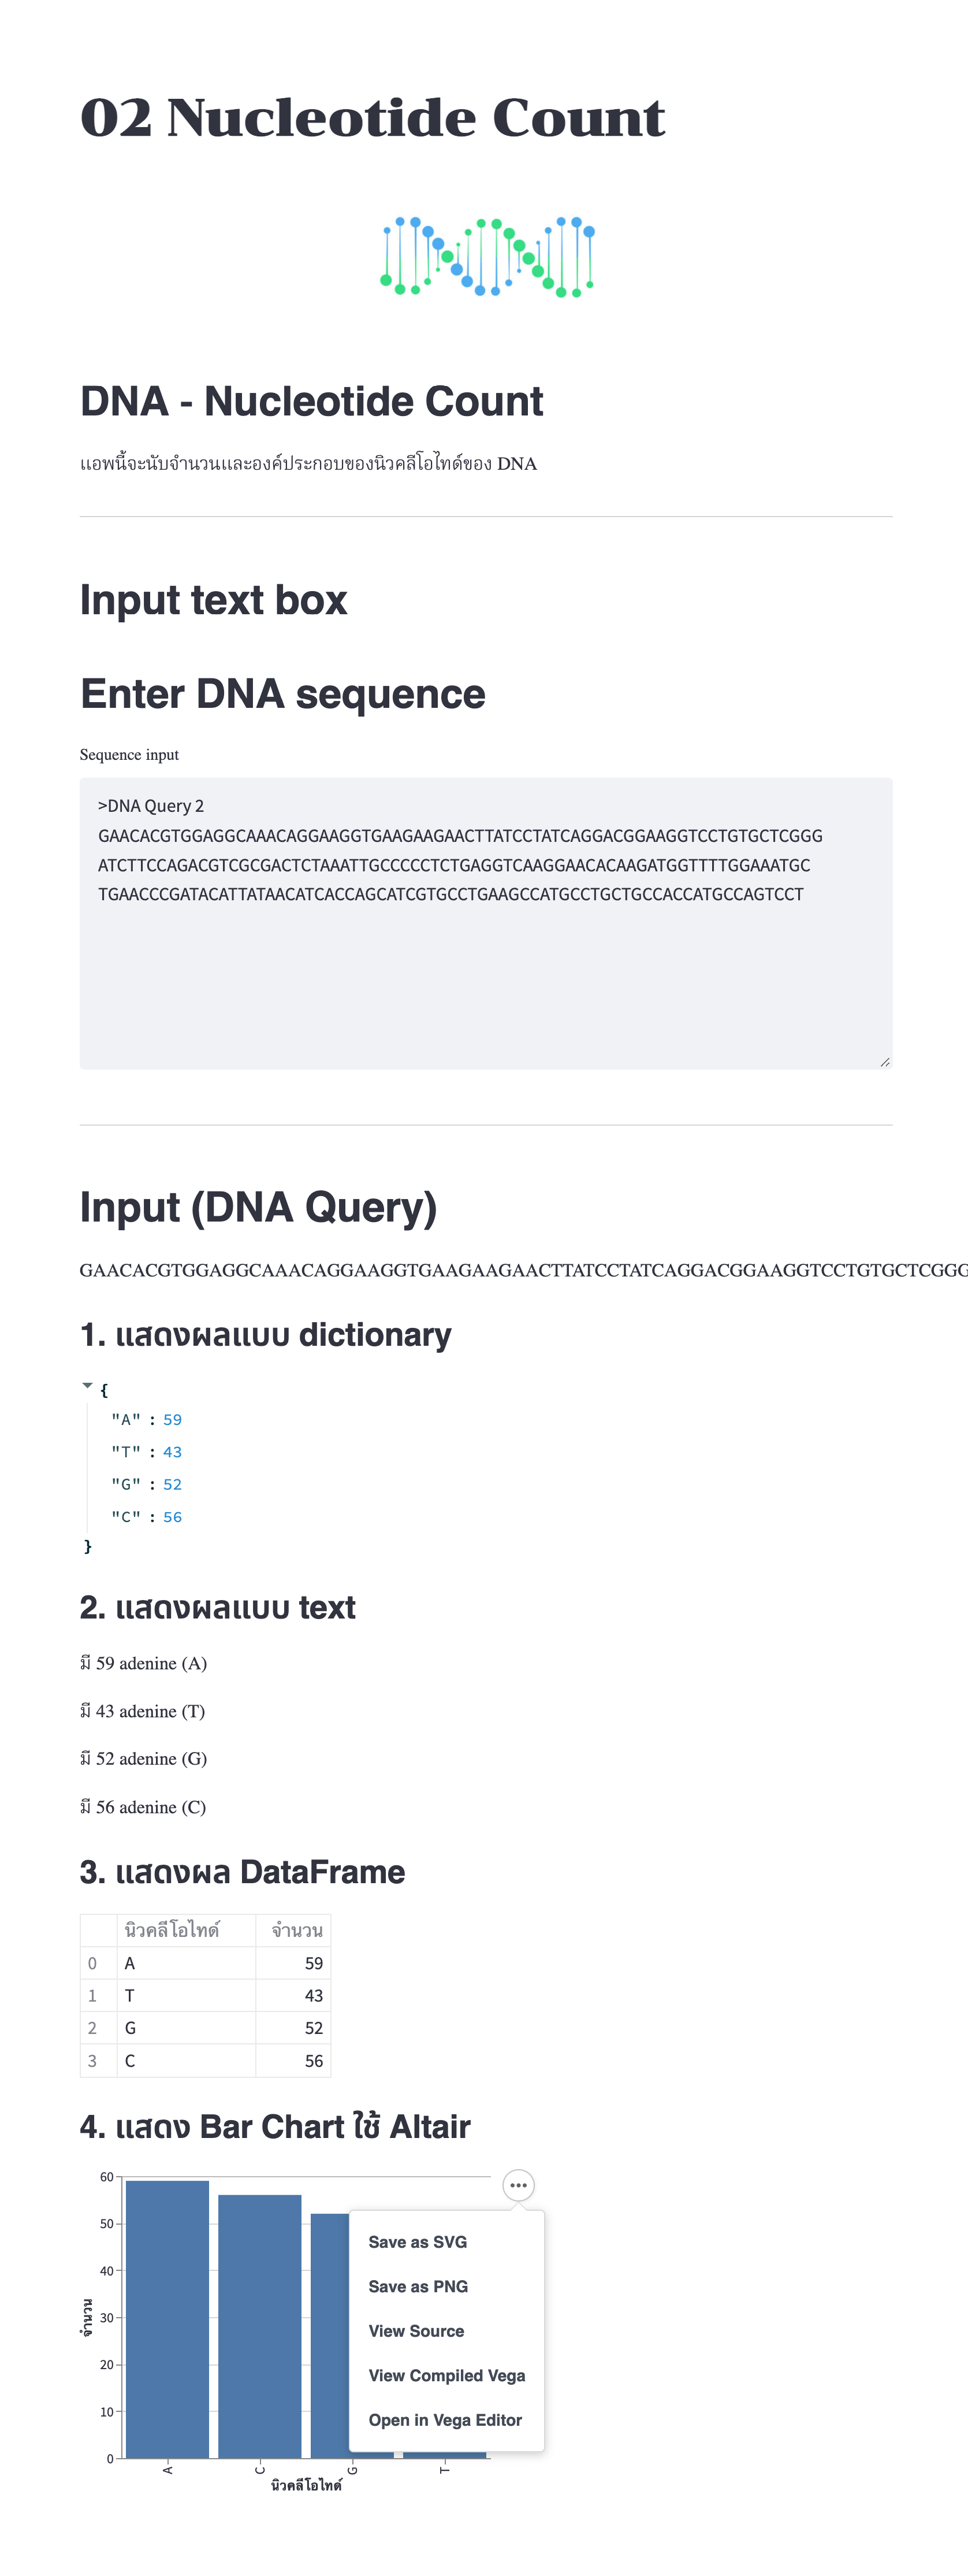 02 Nucleotide Count
DNA - Nucleotide Count
แอพนี้จะนับจำนวนและองค์ประกอบของนิวคลีโอไทด์ของ DNA
Input text box
Enter DNA sequence
Sequence input
>DNA Query 2
GAACACGTGGAGGCAAACAGGAAGGTGAAGAAGAACTTATCCTATCAGGACGGAAGGTCCTGTGCTCGGG
ATCTTCCAGACGTCGCGACTCTAAATTGCCCCCTCTGAGGTCAAGGAACACAAGATGGTTTTGGAAATGC
TGAACCCGATACATTATAACATCACCAGCATCGTGCCTGAAGCCATGCCTGCTGCCACCATGCCAGTCCT
Input (DNA Query)
GAACACGTGGAGGCAAACAGGAAGGTGAAGAAGAACTTATCCTATCAGGACGGAAGGTCCTGTGCTCGGG
1. แสดงผลแบบ dictionary
{
"A" : 59
"T" : 43
"G" : 52
"C" : 56
}
2. แสดงผลแบบ text
มี 59 adenine (A)
มี 43 adenine (T)
มี 52 adenine (G)
มี 56 adenine (C)
3. แสดงผล DataFrame
นิวคลีโอไทด์ จำนวน
0 A 59
1 T 43
2 G 52
3 C 56
4. แสดง Bar Chart ใช้ Altair
60
50
40
30
20
10
0
จำนวน
A C G T
นิวคลีโอไทด์
Save as SVG
Save as PNG
View Source
View Compiled Vega
Open in Vega Editor